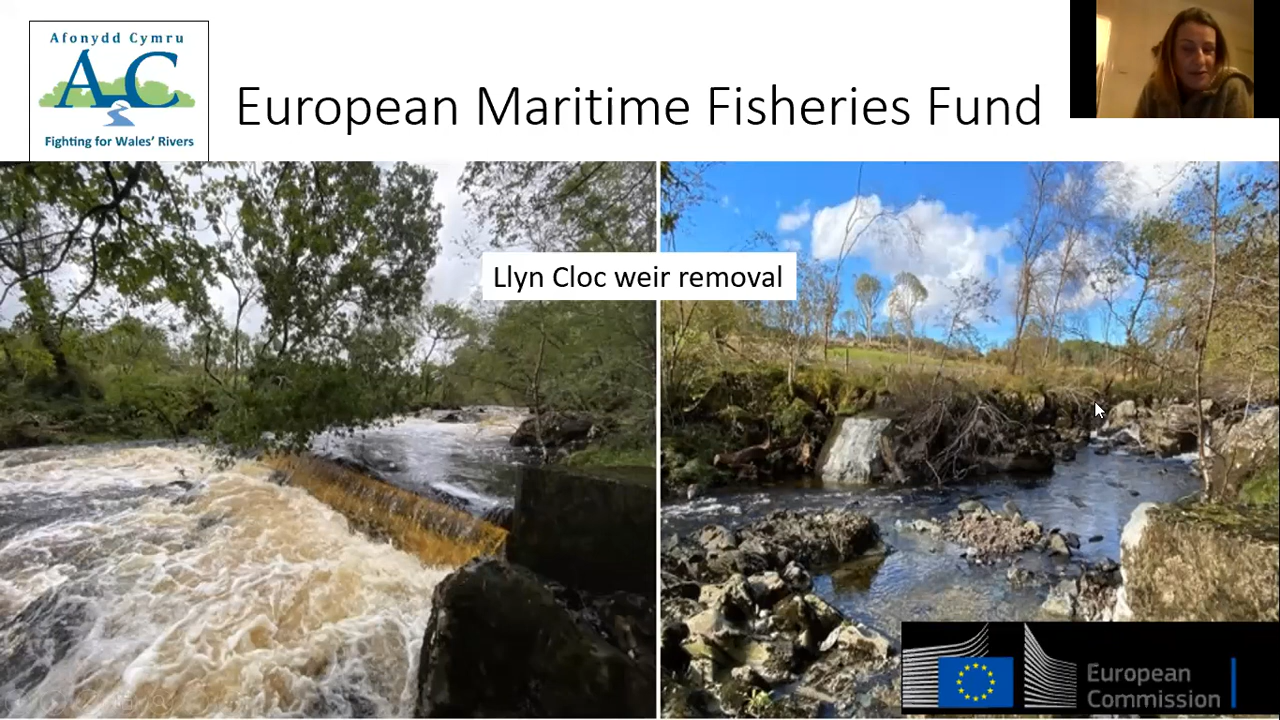 Afonydd Cymru
AC
Fighting for Wales' Rivers
European Maritime Fisheries Fund
Llyn Cloc weir removal
European
Commission